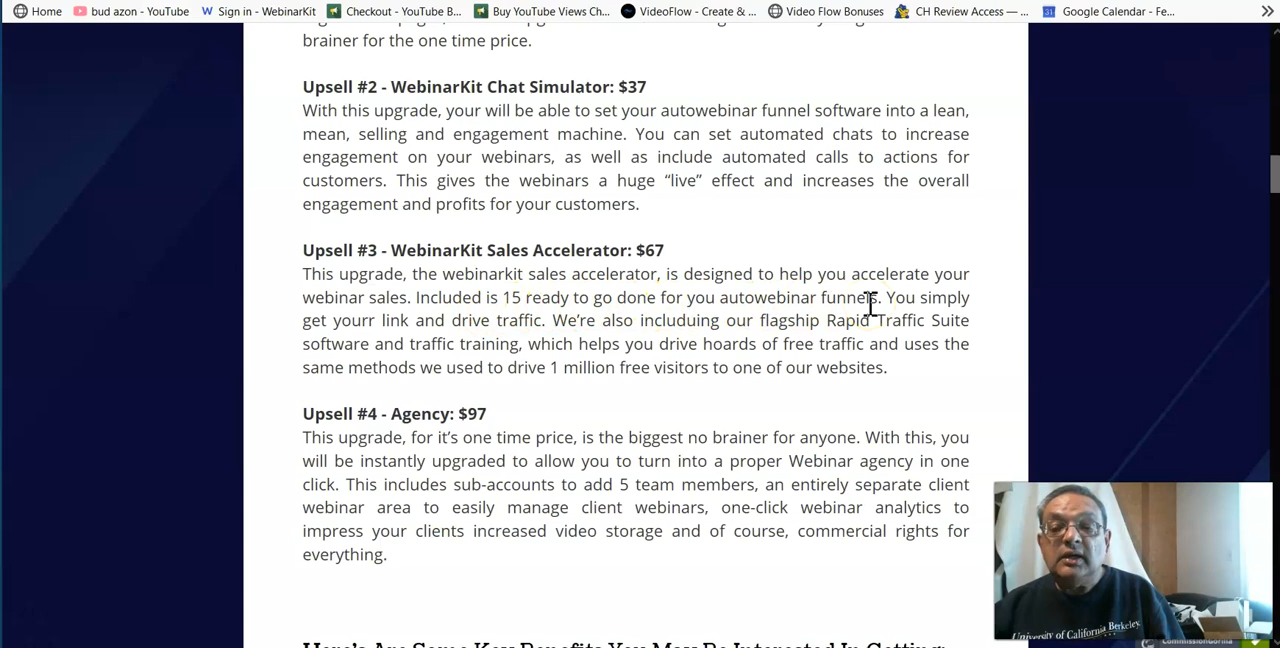 Home bud azon - YouTube Sign in - WebinarKit Checkout - YouTube B... Buy YouTube Views Ch... VideoFlow - Create & ... Video Flow Bonuses CH Review Access — ... Google Calendar - Fe... »
brainer for the one time price.
Upsell #2 - WebinarKit Chat Simulator: $37
With this upgrade, your will be able to set your autowebinar funnel software into a lean,
mean, selling and engagement machine. You can set automated chats to increase
engagement on your webinars, as well as include automated calls to actions for
customers. This gives the webinars a huge “live” effect and increases the overall
engagement and profits for your customers.
Upsell #3 - WebinarKit Sales Accelerator: $67
This upgrade, the webinarkit sales accelerator, is designed to help you accelerate your
webinar sales. Included is 15 ready to go done for you autowebinar funnels. You simply
get yourr link and drive traffic. We’re also includuing our flagship Rapid Traffic Suite
software and traffic training, which helps you drive hoards of free traffic and uses the
same methods we used to drive 1 million free visitors to one of our websites.
Upsell #4 - Agency: $97
This upgrade, for it’s one time price, is the biggest no brainer for anyone. With this, you
will be instantly upgraded to allow you to turn into a proper Webinar agency in one
click. This includes sub-accounts to add 5 team members, an entirely separate client
webinar area to easily manage client webinars, one-click webinar analytics to
impress your clients increased video storage and of course, commercial rights for
everything.
University of California Berkeley
CommissionGorilla
Here's Are Some Key Benefits You May Be Interested In Getting